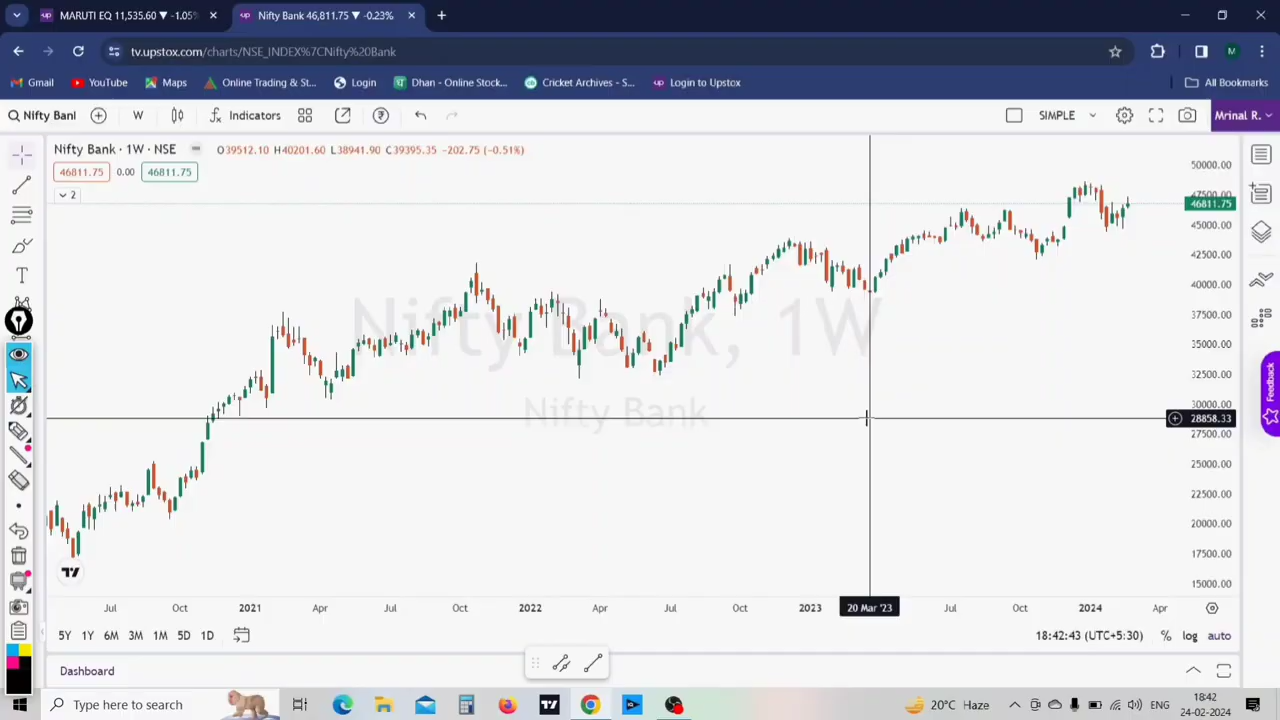 MARUTI EQ 11,535.60 ▼ -1.05%
Nifty Bank 46,811.75 ▼ -0.23%
tv.upstox.com/charts/NSE_INDEX%7CNifty%20Bank
M
Gmail
YouTube
Maps
Online Trading & St...
Login
Dhan - Online Stock...
Cricket Archives - S...
Login to Upstox
All Bookmarks
Nifty Banl
W
Indicators
SIMPLE
Mrinal R.
Nifty Bank · 1W · NSE
O39512.10 H40201.60 L38941.90 C39395.35 -202.75 (-0.51%)
46811.75 0.00 46811.75
2
Nifty Bank, 1W
Nifty Bank
50000.00
47500.00
46811.75
45000.00
42500.00
40000.00
37500.00
35000.00
32500.00
30000.00
28858.33
27500.00
25000.00
22500.00
20000.00
17500.00
15000.00
Feedback
Jul Oct 2021 Apr Jul Oct 2022 Apr Jul Oct 2023 20 Mar '23 Jul Oct 2024 Apr
5Y 1Y 6M 3M 1M 5D 1D
18:42:43 (UTC+5:30) % log auto
Dashboard
Type here to search
20°C Haze
ENG
18:42
24-02-2024